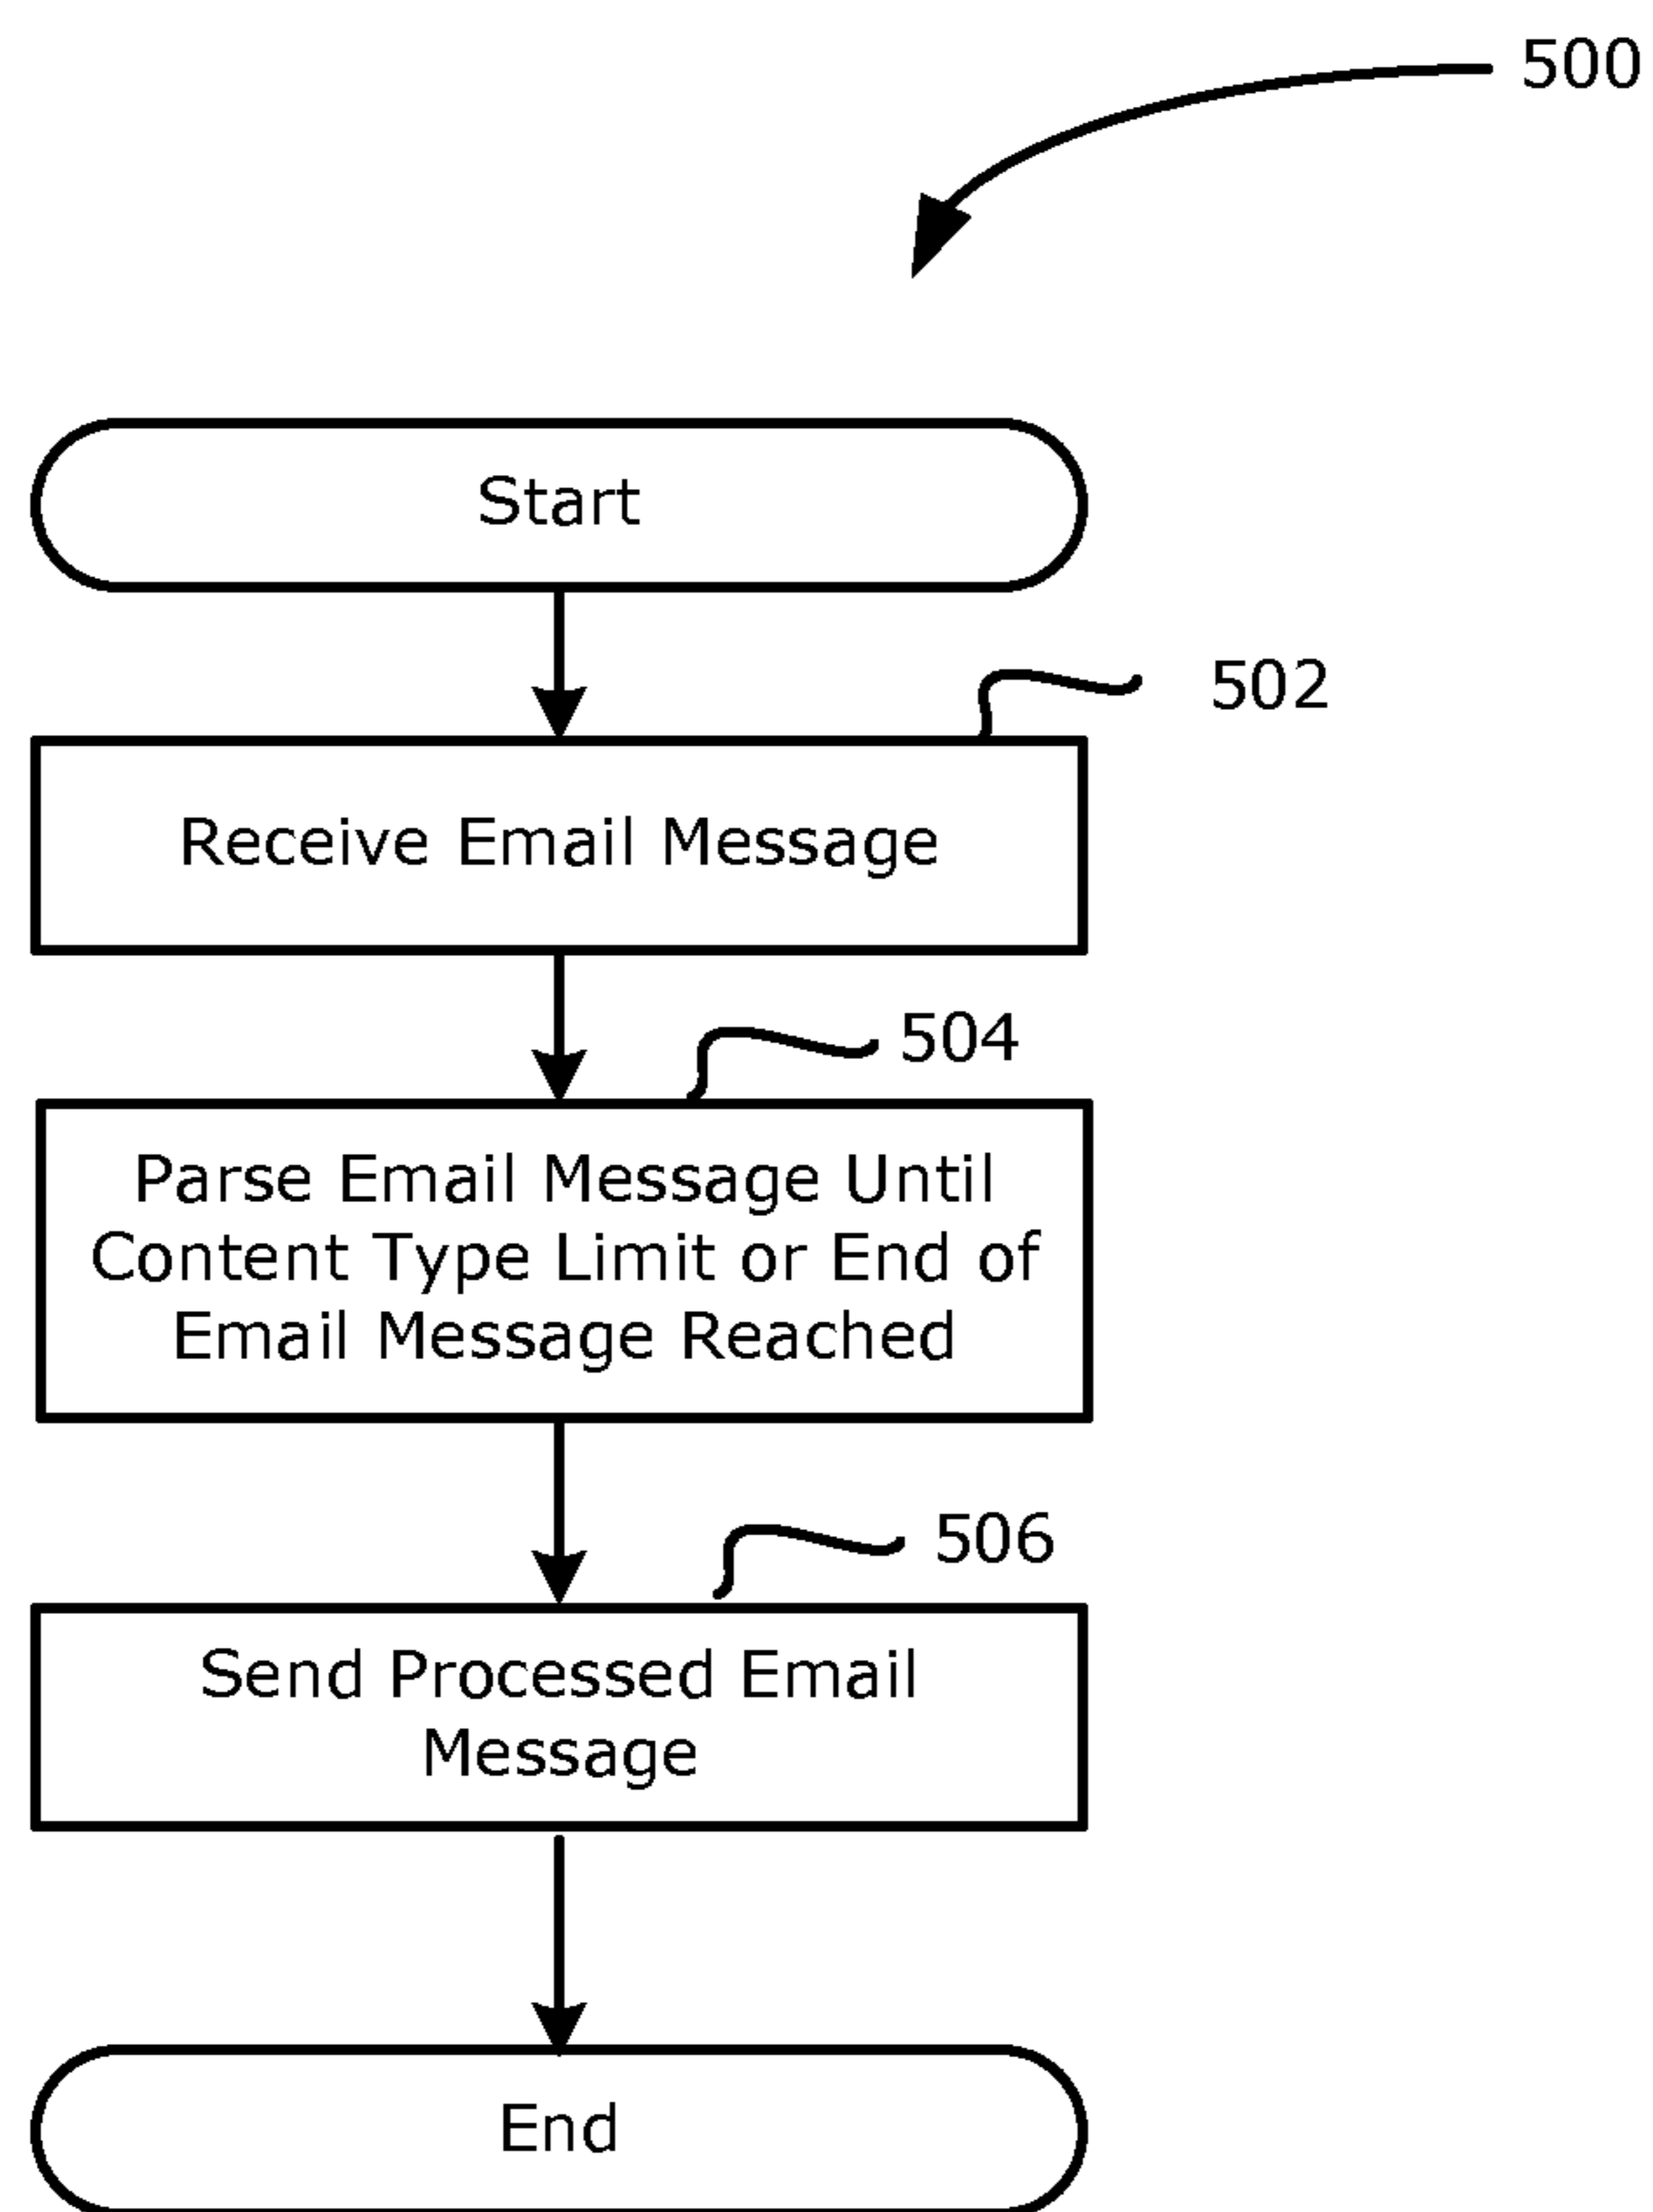 500
Start
502
Receive Email Message
504
Parse Email Message Until
Content Type Limit or End of
Email Message Reached
506
Send Processed Email
Message
End